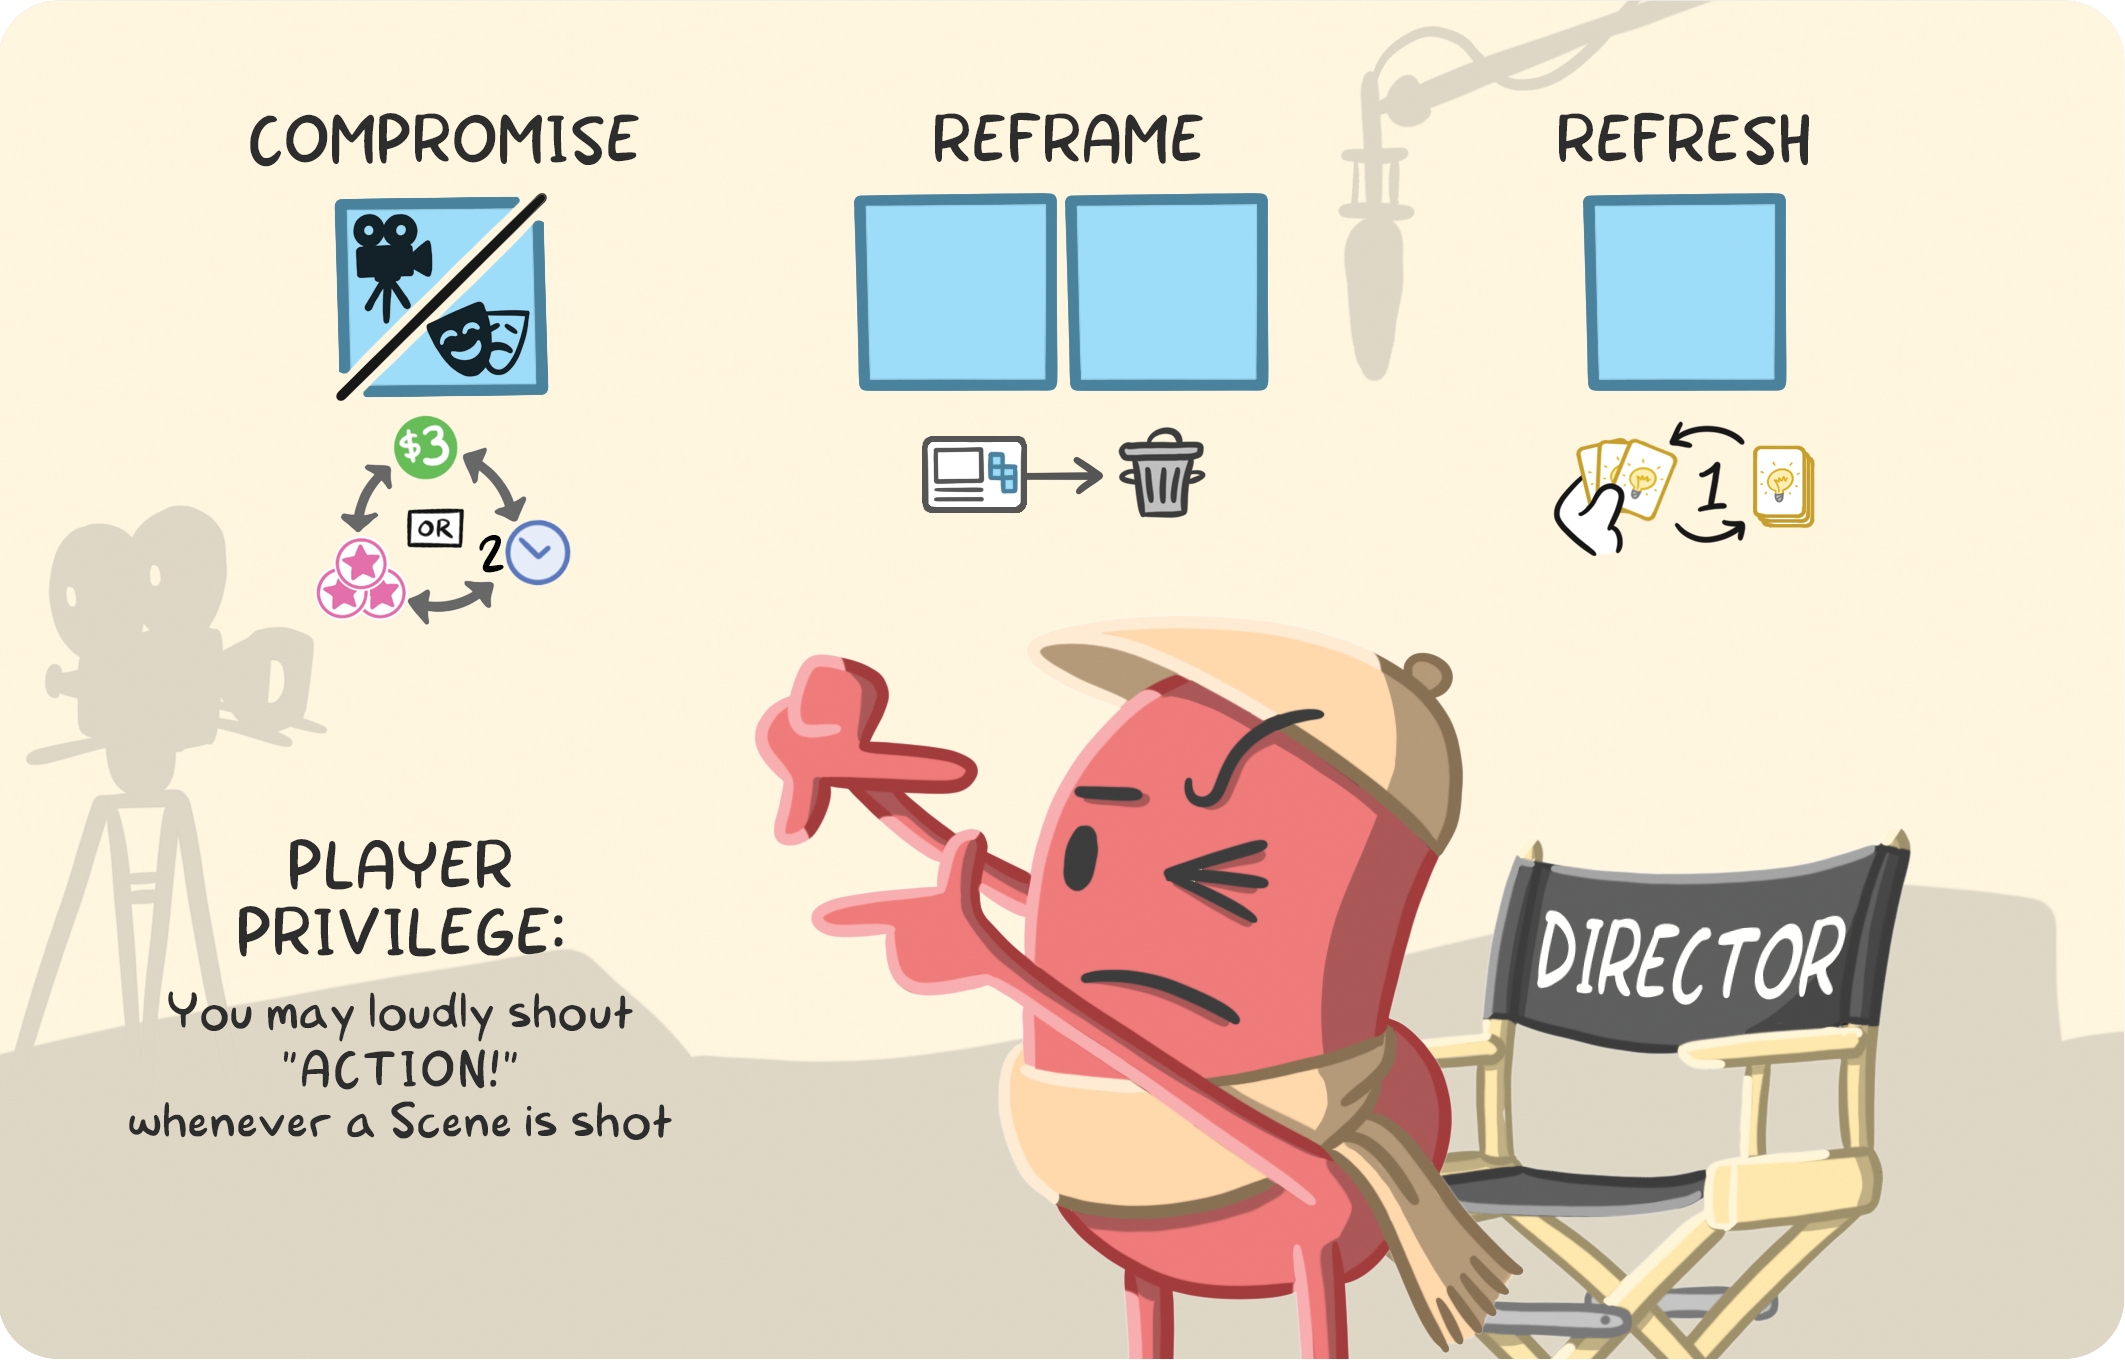 COMPROMISE
REFRAME
REFRESH
$3
OR
2
1
PLAYER
PRIVILEGE:
You may loudly shout
"ACTION!"
whenever a Scene is shot
DIRECTOR